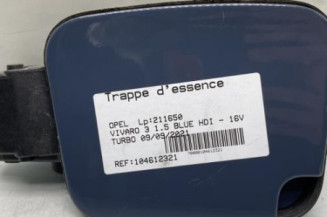 Trappe d'essence
OPEL Lp:211650
VIVARO 3 1.5 BLUE HDI - 16V
TURBO 09/09/2021
REF:104612321